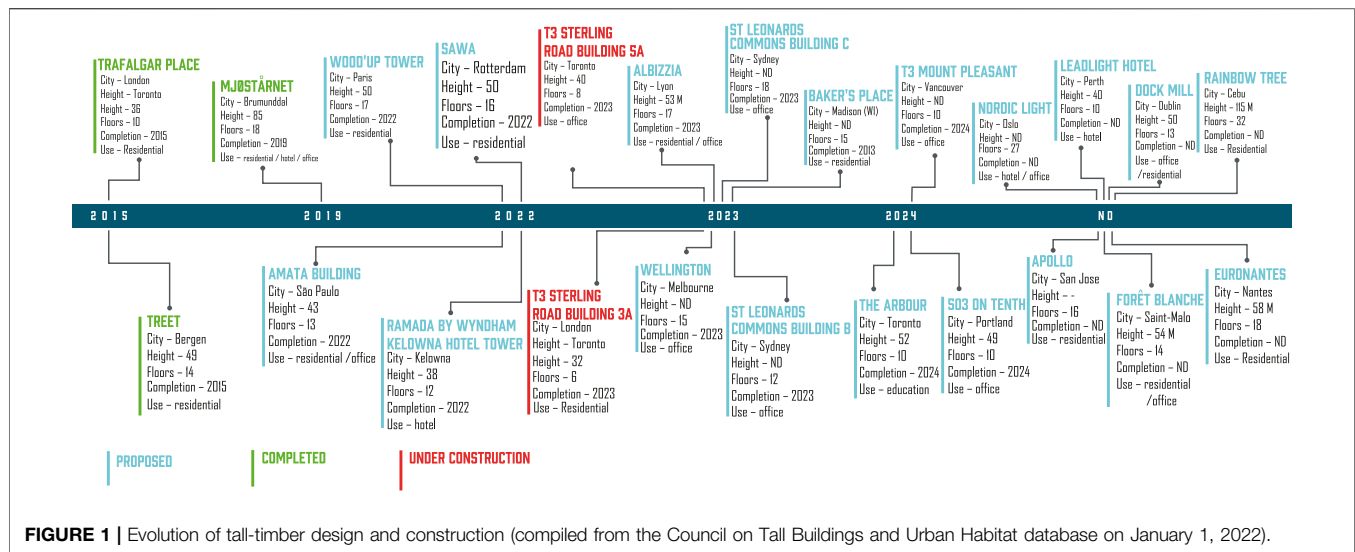 TRAFALGAR PLACE
City – London
Height – Toronto
Height – 36
Floors – 10
Completion – 2015
Use – Residential
MJØSTÅRNET
City – Brumunddal
Height – 85
Floors – 18
Completion – 2019
Use – residential / hotel / office
WOOD'UP TOWER
City – Paris
Height – 50
Floors – 17
Completion – 2022
Use – residential
SAWA
City – Rotterdam
Height – 50
Floors – 16
Completion – 2022
Use – residential
T3 STERLING
ROAD BUILDING 5A
City – Toronto
Height – 40
Floors – 8
Completion – 2023
Use – office
ALBIZZIA
City – Lyon
Height – 53 M
Floors – 17
Completion – 2023
Use – residential / office
ST LEONARDS
COMMONS BUILDING C
City – Sydney
Height – ND
Floors – 18
Completion – 2023
Use – office
BAKER'S PLACE
City – Madison (WI)
Height – ND
Floors – 15
Completion – 2013
Use – residential
T3 MOUNT PLEASANT
City – Vancouver
Height – ND
Floors – 10
Completion – 2024
Use – office
NORDIC LIGHT
City – Oslo
Height – ND
Floors – 27
Completion – ND
Use – hotel / office
LEADLIGHT HOTEL
City – Perth
Height – 40
Floors – 10
Completion – ND
Use – hotel
DOCK MILL
City – Dublin
Height – 50
Floors – 13
Completion – ND
Use – office
/residential
RAINBOW TREE
City – Cebu
Height – 115 M
Floors – 32
Completion – ND
Use – Residential
2015 2019 2022 2023 2024 ND
TREET
City – Bergen
Height – 49
Floors – 14
Completion – 2015
Use – residential
AMATA BUILDING
City – São Paulo
Height – 43
Floors – 13
Completion – 2022
Use – residential /office
RAMADA BY WYNDHAM
KELOWNA HOTEL TOWER
City – Kelowna
Height – 38
Floors – 12
Completion – 2022
Use – hotel
T3 STERLING
ROAD BUILDING 3A
City – London
Height – Toronto
Height – 32
Floors – 6
Completion – 2023
Use – Residential
WELLINGTON
City – Melbourne
Height – ND
Floors – 15
Completion – 2023
Use – office
ST LEONARDS
COMMONS BUILDING B
City – Sydney
Height – ND
Floors – 12
Completion – 2023
Use – office
THE ARBOUR
City – Toronto
Height – 52
Floors – 10
Completion – 2024
Use – education
S03 ON TENTH
City – Portland
Height – 49
Floors – 10
Completion – 2024
Use – office
APOLLO
City – San Jose
Height – -
Floors – 16
Completion – ND
Use – residential
FORÊT BLANCHE
City – Saint-Malo
Height – 54 M
Floors – 14
Completion – ND
Use – residential
/office
EURONANTES
City – Nantes
Height – 58 M
Floors – 18
Completion – ND
Use – Residential
PROPOSED
COMPLETED
UNDER CONSTRUCTION
FIGURE 1 | Evolution of tall-timber design and construction (compiled from the Council on Tall Buildings and Urban Habitat database on January 1, 2022).